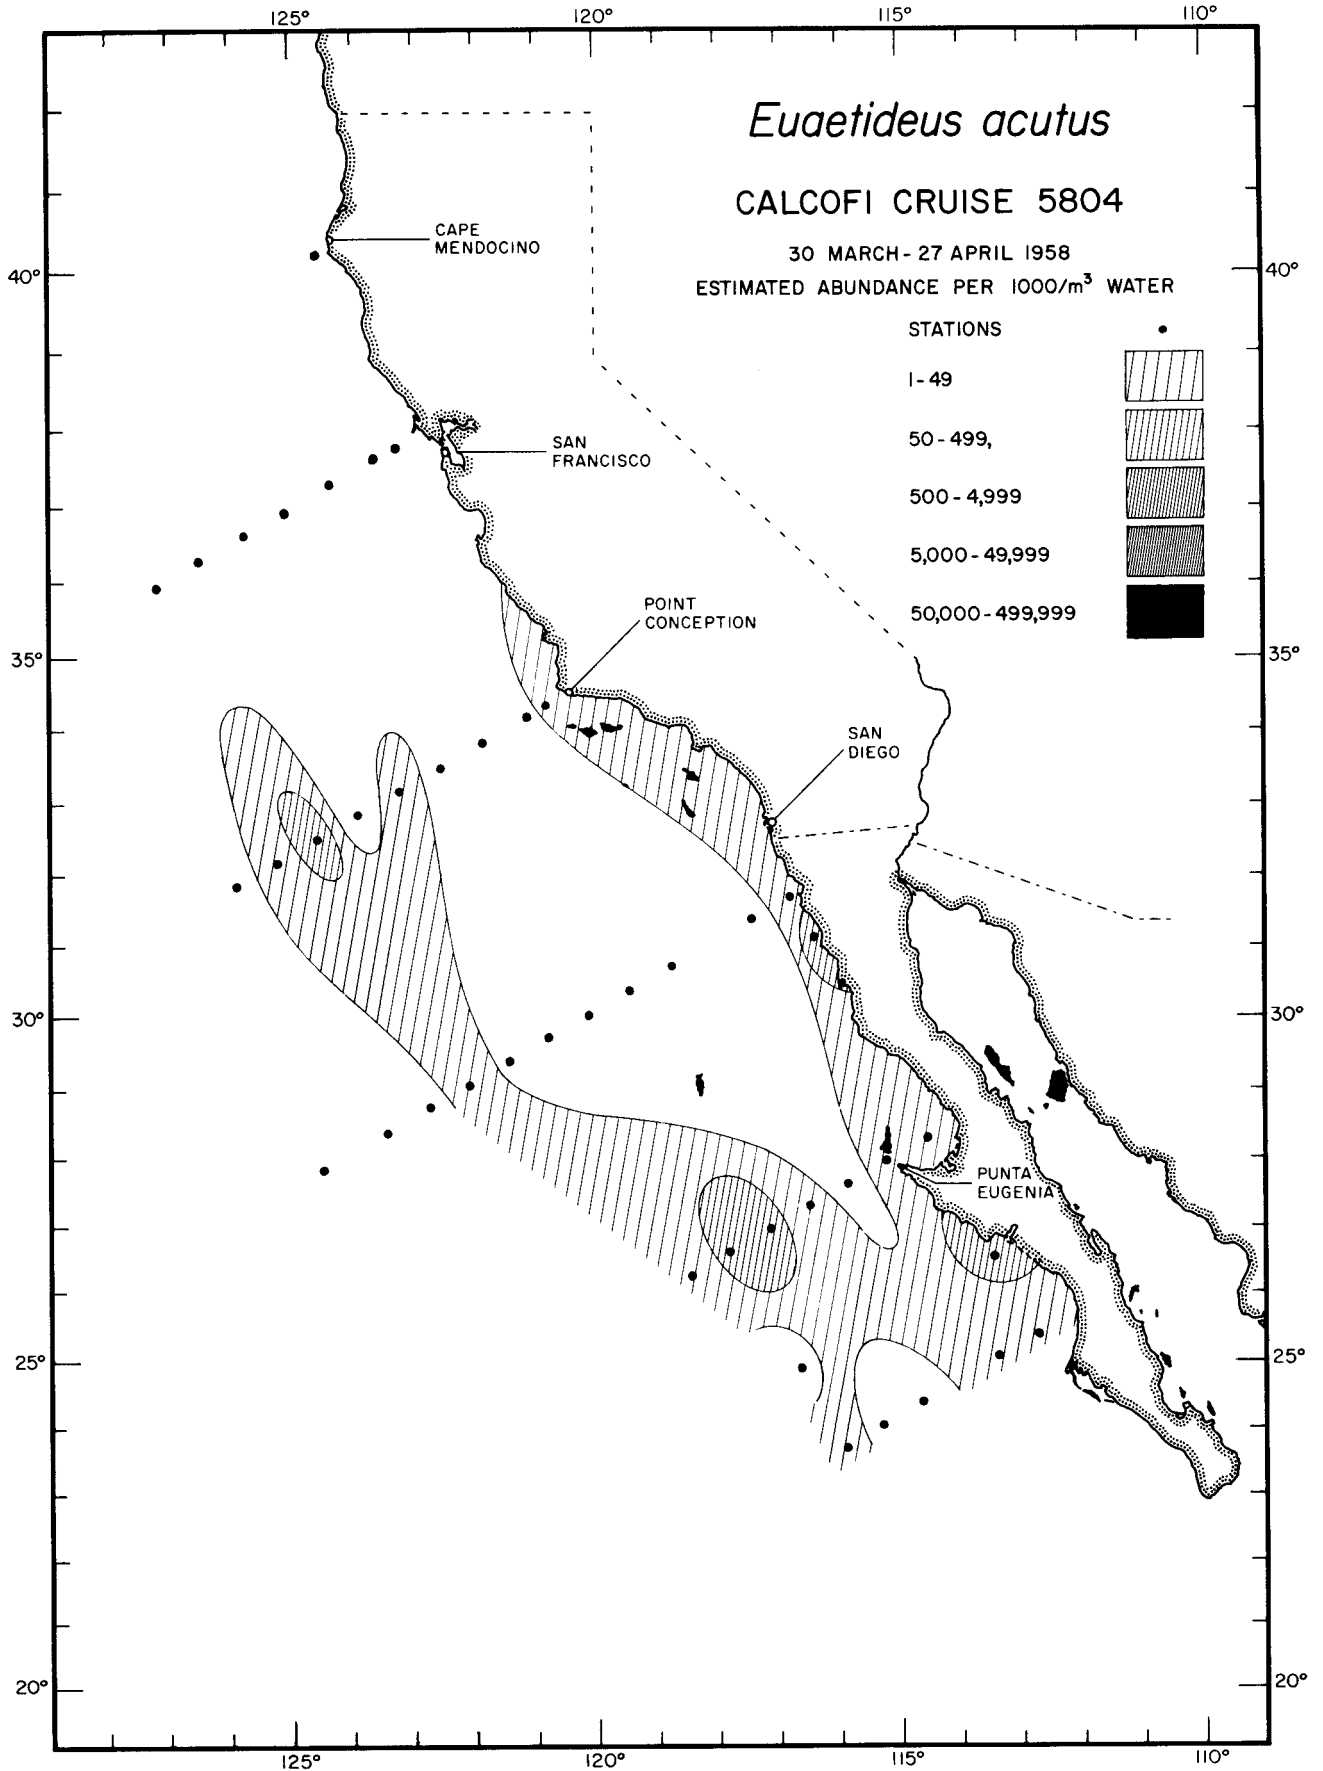 125° 120° 115° 110°
Euaetideus acutus
CALCOFI CRUISE 5804
30 MARCH - 27 APRIL 1958
ESTIMATED ABUNDANCE PER 1000/m³ WATER
STATIONS
1-49
50-499,
500-4,999
5,000-49,999
50,000-499,999
CAPE
MENDOCINO
40° 40°
SAN
FRANCISCO
POINT
CONCEPTION
35° 35°
SAN
DIEGO
30° 30°
PUNTA
EUGENIA
25° 25°
20° 20°
125° 120° 115° 110°